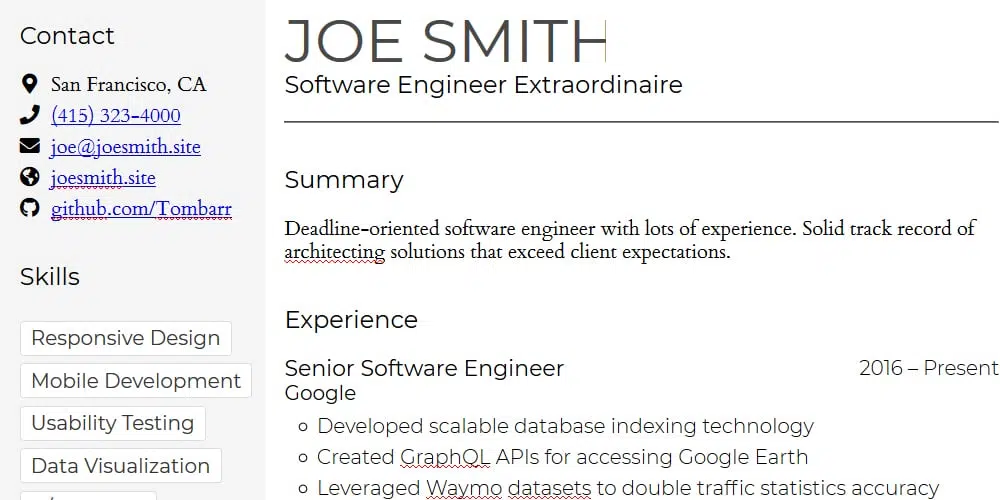 Contact
San Francisco, CA
(415) 323-4000
joe@joesmith.site
joesmith.site
github.com/Tombarr
Skills
Responsive Design
Mobile Development
Usability Testing
Data Visualization
JOE SMITH
Software Engineer Extraordinaire
Summary
Deadline-oriented software engineer with lots of experience. Solid track record of
architecting solutions that exceed client expectations.
Experience
Senior Software Engineer 2016 – Present
Google
Developed scalable database indexing technology
Created GraphQL APIs for accessing Google Earth
Leveraged Waymo datasets to double traffic statistics accuracy